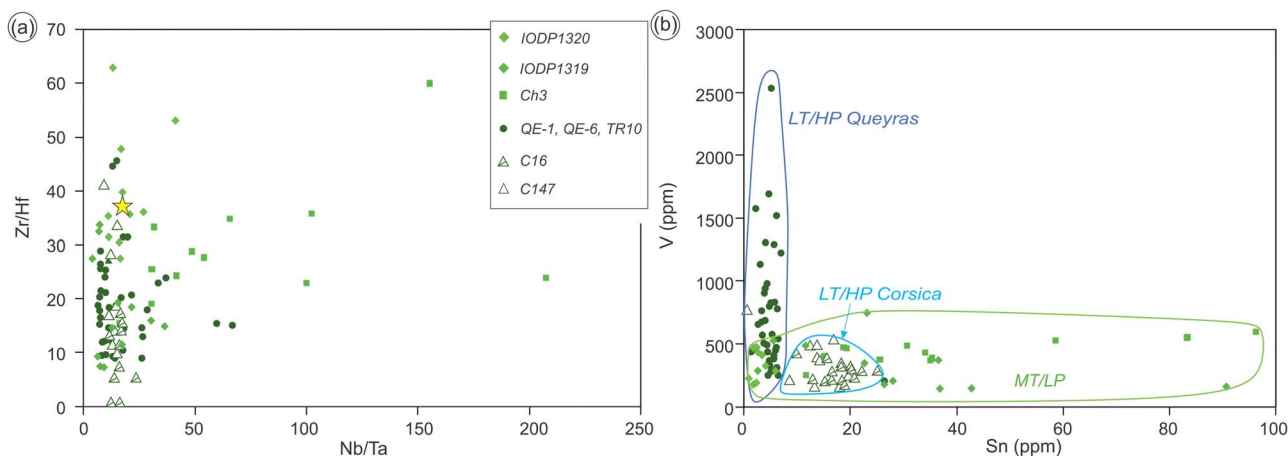 (a)
70
60
50
40
30
20
10
0
Zr/Hf
0 50 100 150 200 250
Nb/Ta
IODP1320
IODP1319
Ch3
QE-1, QE-6, TR10
C16
C147
(b)
3000
2500
2000
1500
1000
500
0
V (ppm)
LT/HP Queyras
LT/HP Corsica
MT/LP
0 20 40 60 80 100
Sn (ppm)